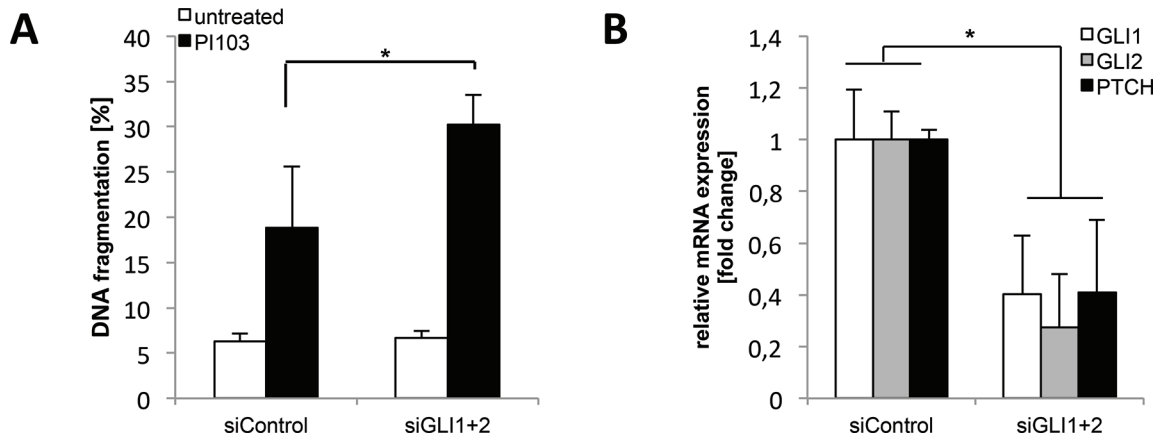 A
untreated
PI103
DNA fragmentation [%]
40
35
30
25
20
15
10
5
0
*
siControl
siGLI1+2
B
GLI1
GLI2
PTCH
relative mRNA expression
[fold change]
1,4
1,2
1
0,8
0,6
0,4
0,2
0
*
siControl
siGLI1+2